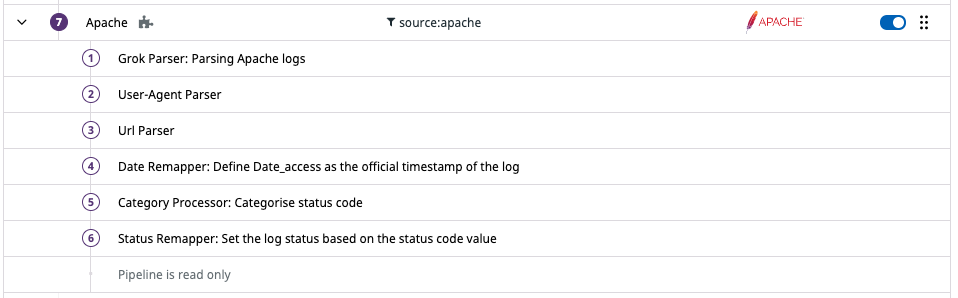 7 Apache source:apache APACHE
1 Grok Parser: Parsing Apache logs
2 User-Agent Parser
3 Url Parser
4 Date Remapper: Define Date_access as the official timestamp of the log
5 Category Processor: Categorise status code
6 Status Remapper: Set the log status based on the status code value
Pipeline is read only